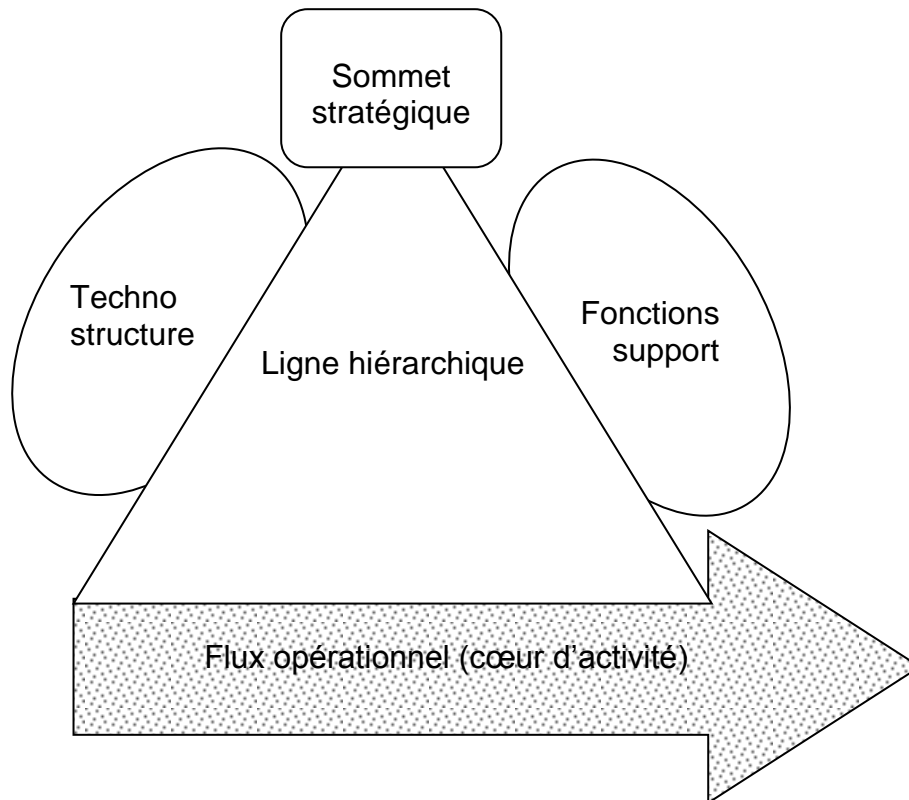 Sommet
stratégique
Techno
structure
Fonctions
support
Ligne hiérarchique
Flux opérationnel (cœur d'activité)